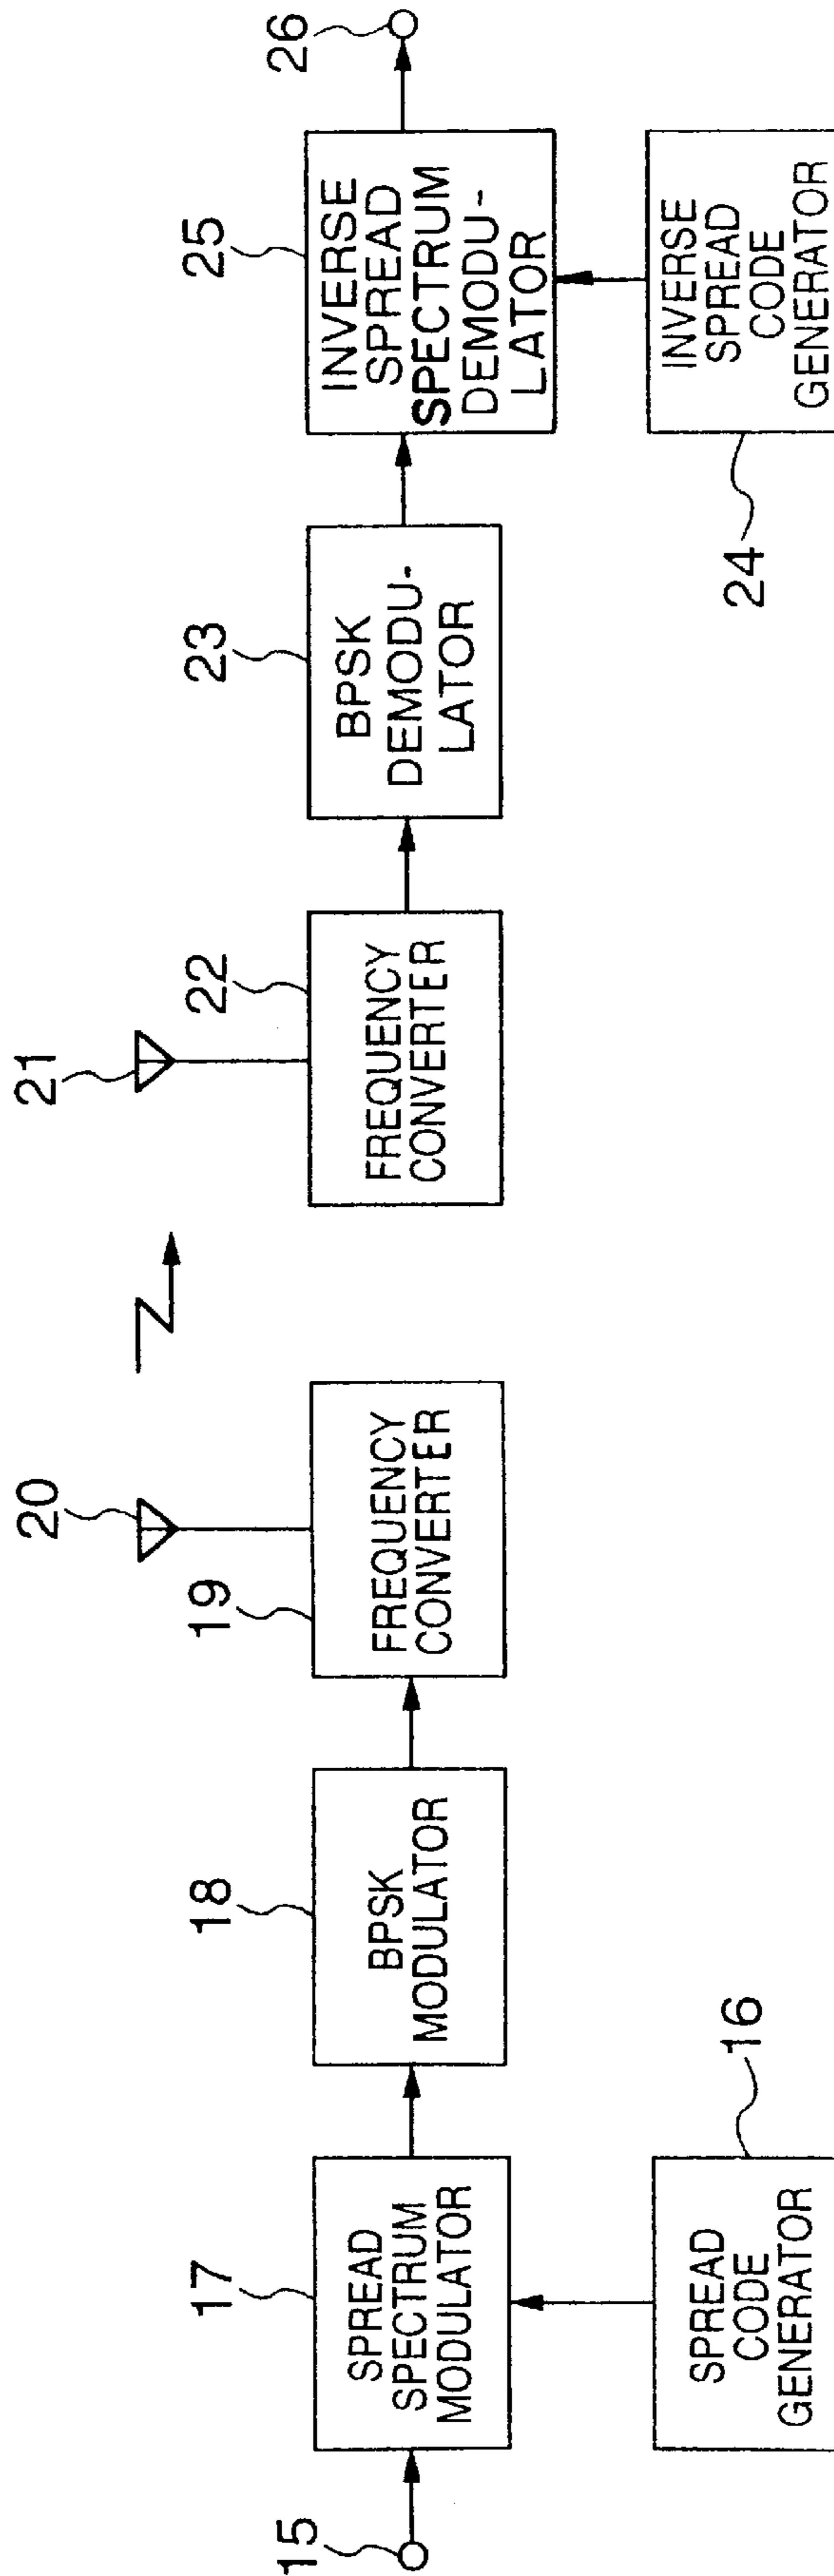 15
17
SPREAD
SPECTRUM
MODULATOR
16
SPREAD
CODE
GENERATOR
18
BPSK
MODULATOR
19
FREQUENCY
CONVERTER
20
21
22
FREQUENCY
CONVERTER
23
BPSK
DEMODU-
LATOR
25
INVERSE
SPREAD
SPECTRUM
DEMODU-
LATOR
24
INVERSE
SPREAD
CODE
GENERATOR
26